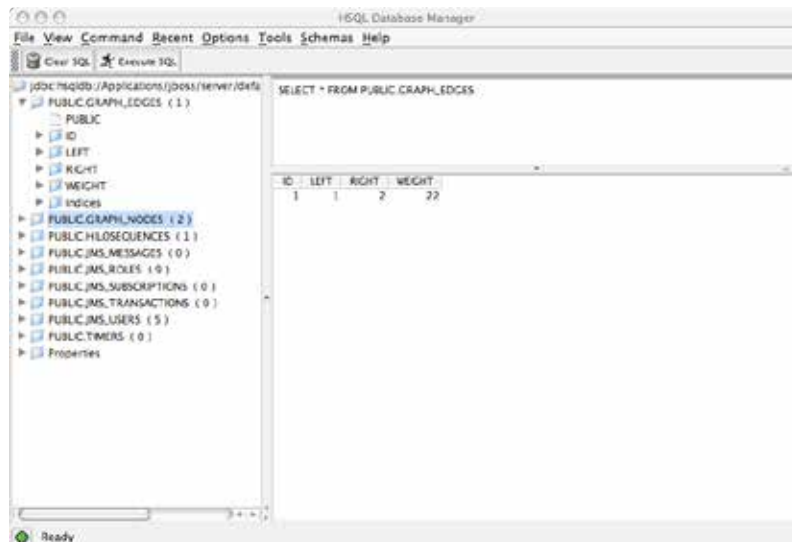 HSQL Database Manager
File View Command Recent Options Tools Schemas Help
Clear SQL Execute SQL
jdbc:hsqldb:/Applications/jboss/server/defa
PUBLIC.GRAPH_EDGES ( 1 )
PUBLIC
ID
LEFT
RIGHT
WEIGHT
Indices
PUBLIC.GRAPH_NODES ( 2 )
PUBLIC.HILOSEQUENCES ( 1 )
PUBLIC.JMS_MESSAGES ( 0 )
PUBLIC.JMS_ROLES ( 9 )
PUBLIC.JMS_SUBSCRIPTIONS ( 0 )
PUBLIC.JMS_TRANSACTIONS ( 0 )
PUBLIC.JMS_USERS ( 5 )
PUBLIC.TIMERS ( 0 )
Properties
SELECT * FROM PUBLIC.GRAPH_EDGES
ID LEFT RIGHT WEIGHT
1 1 2 22
Ready